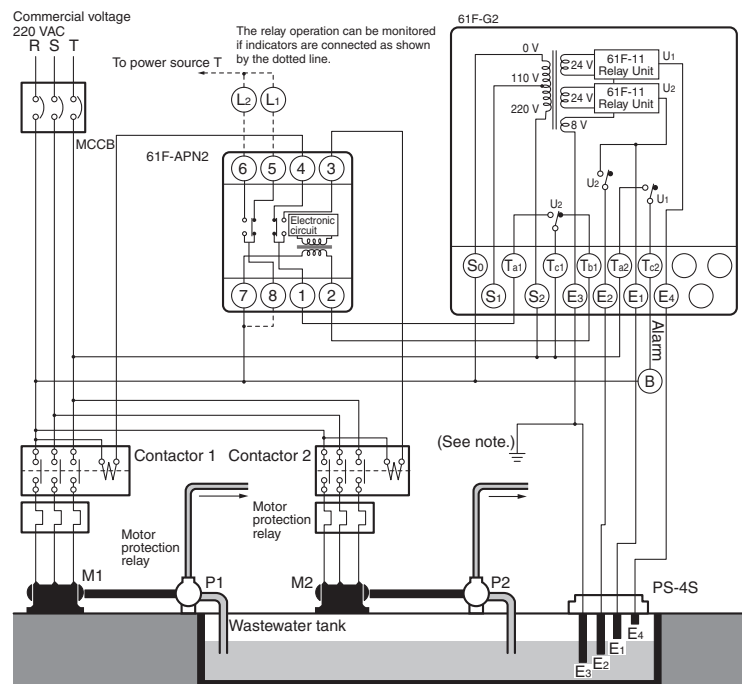 Commercial voltage
220 VAC
R S T
MCCB
The relay operation can be monitored
if indicators are connected as shown
by the dotted line.
To power source T
L2 L1
61F-APN2
6 5 4 3
Electronic
circuit
7 8 1 2
61F-G2
0 V
110 V
220 V
24 V
61F-11
Relay Unit
U1
24 V
61F-11
Relay Unit
U2
8 V
U2
U1
U2
S0 Ta1 Tc1 Tb1 Ta2 Tc2
S1 S2 E3 E2 E1 E4
Alarm
B
(See note.)
Contactor 1
Contactor 2
Motor
protection
relay
Motor
protection
relay
M1
P1
M2
P2
PS-4S
Wastewater tank
E4
E1
E2
E3